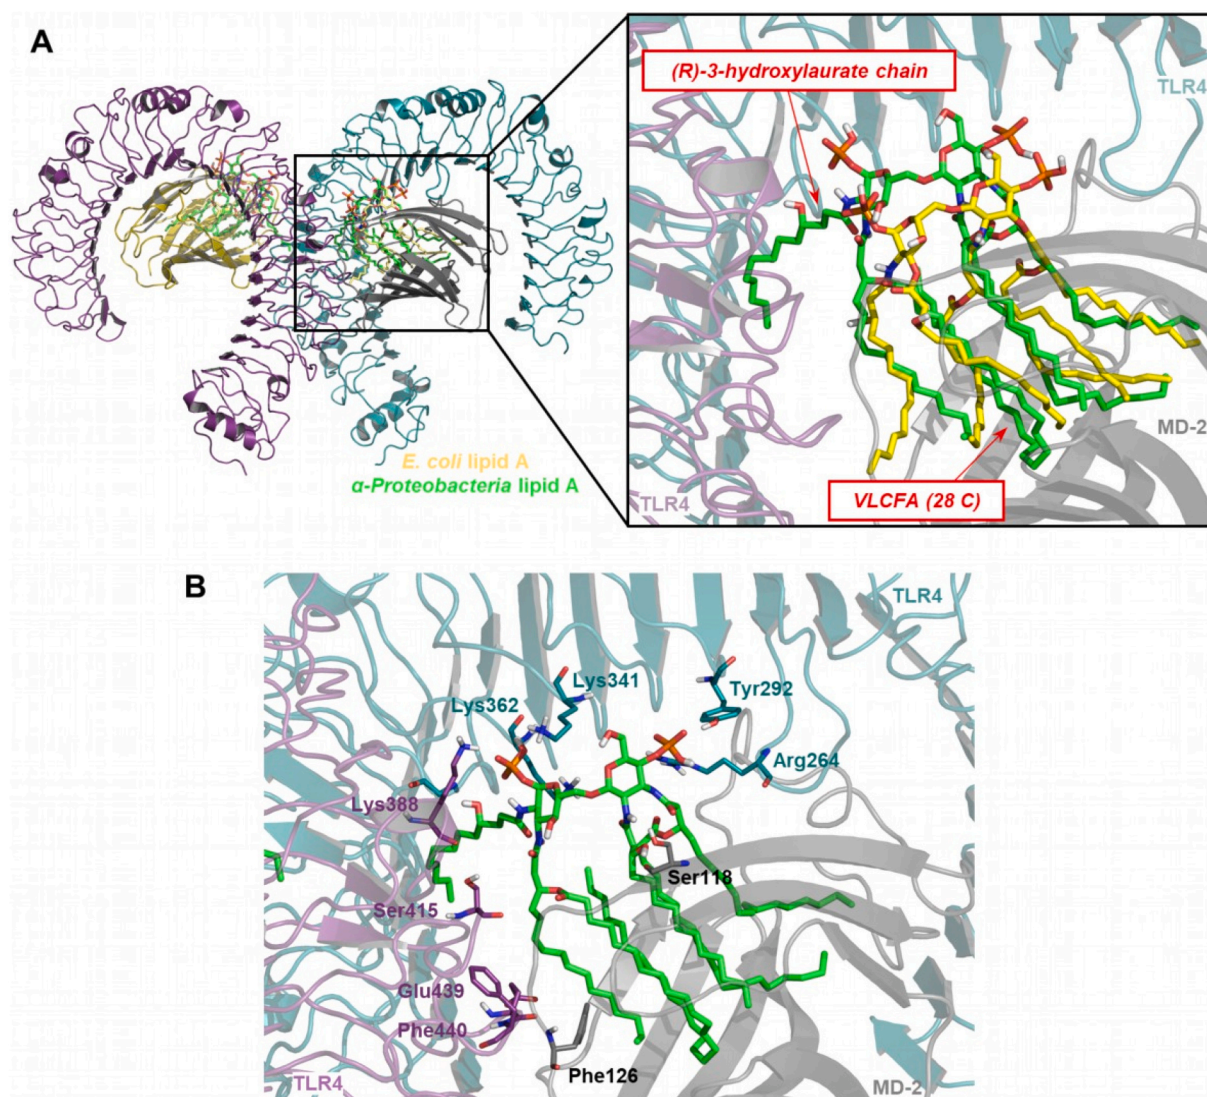 A
(R)-3-hydroxylaurate chain
TLR4
E. coli lipid A
α-Proteobacteria lipid A
MD-2
VLCFA (28 C)
TLR4
B
TLR4
Lys341
Tyr292
Lys362
Arg264
Lys388
Ser118
Ser415
Glu439
Phe440
Phe126
TLR4
MD-2